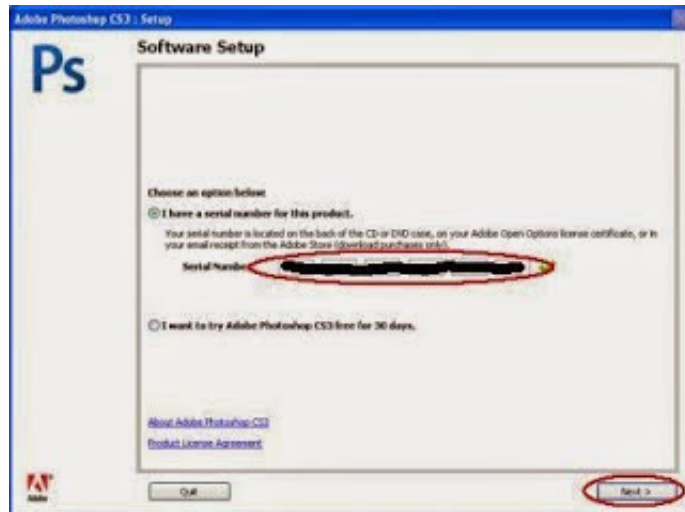 Adobe Photoshop CS3 : Setup
Ps
Software Setup
Choose an option below
I have a serial number for this product.
Your serial number is located on the back of the CD or DVD case, on your Adobe Open Options license certificate, or in
your email receipt from the Adobe Store (download purchases only).
Serial Number
I want to try Adobe Photoshop CS3 free for 30 days.
About Adobe Photoshop CS3
Product License Agreement
Adobe
Quit
Next >